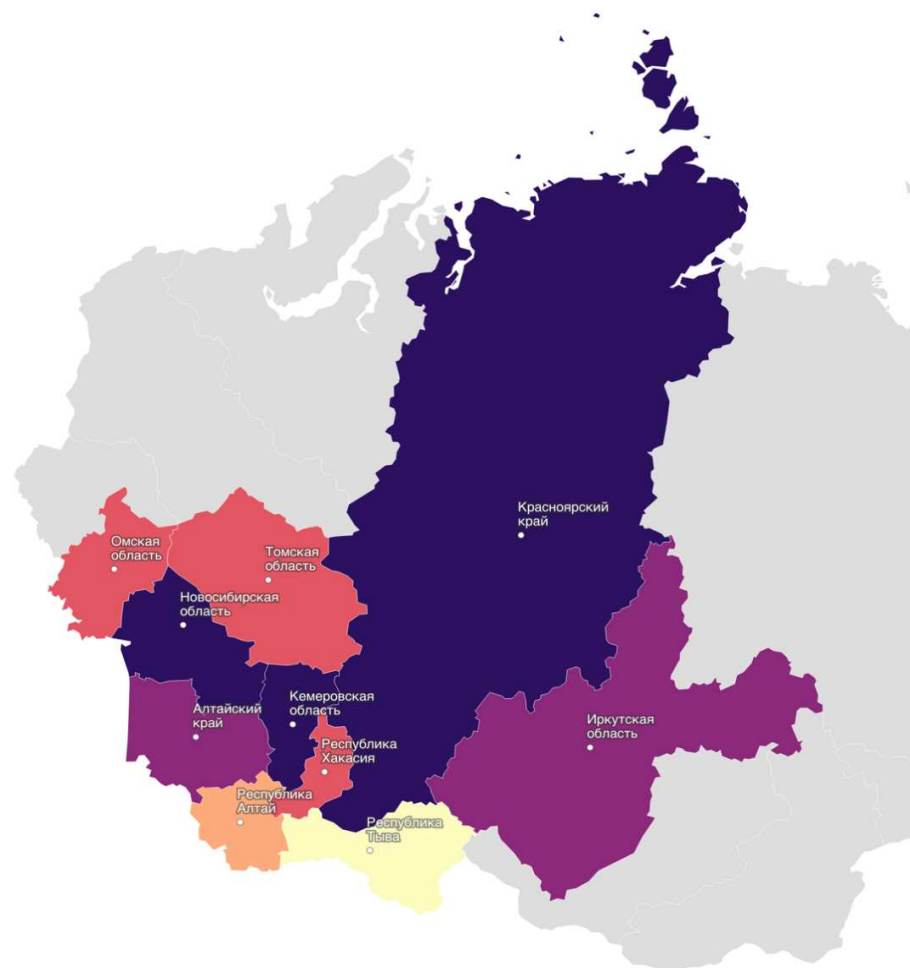 Красноярский
край
Омская
область
Томская
область
Новосибирская
область
Алтайский
край
Кемеровская
область
Иркутская
область
Республика
Хакасия
Республика
Алтай
Республика
Тыва